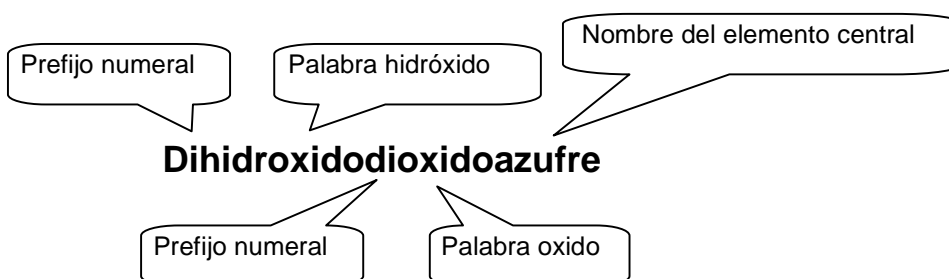 Nombre del elemento central
Prefijo numeral
Palabra hidróxido
Dihidroxidodioxidoazufre
Prefijo numeral
Palabra oxido